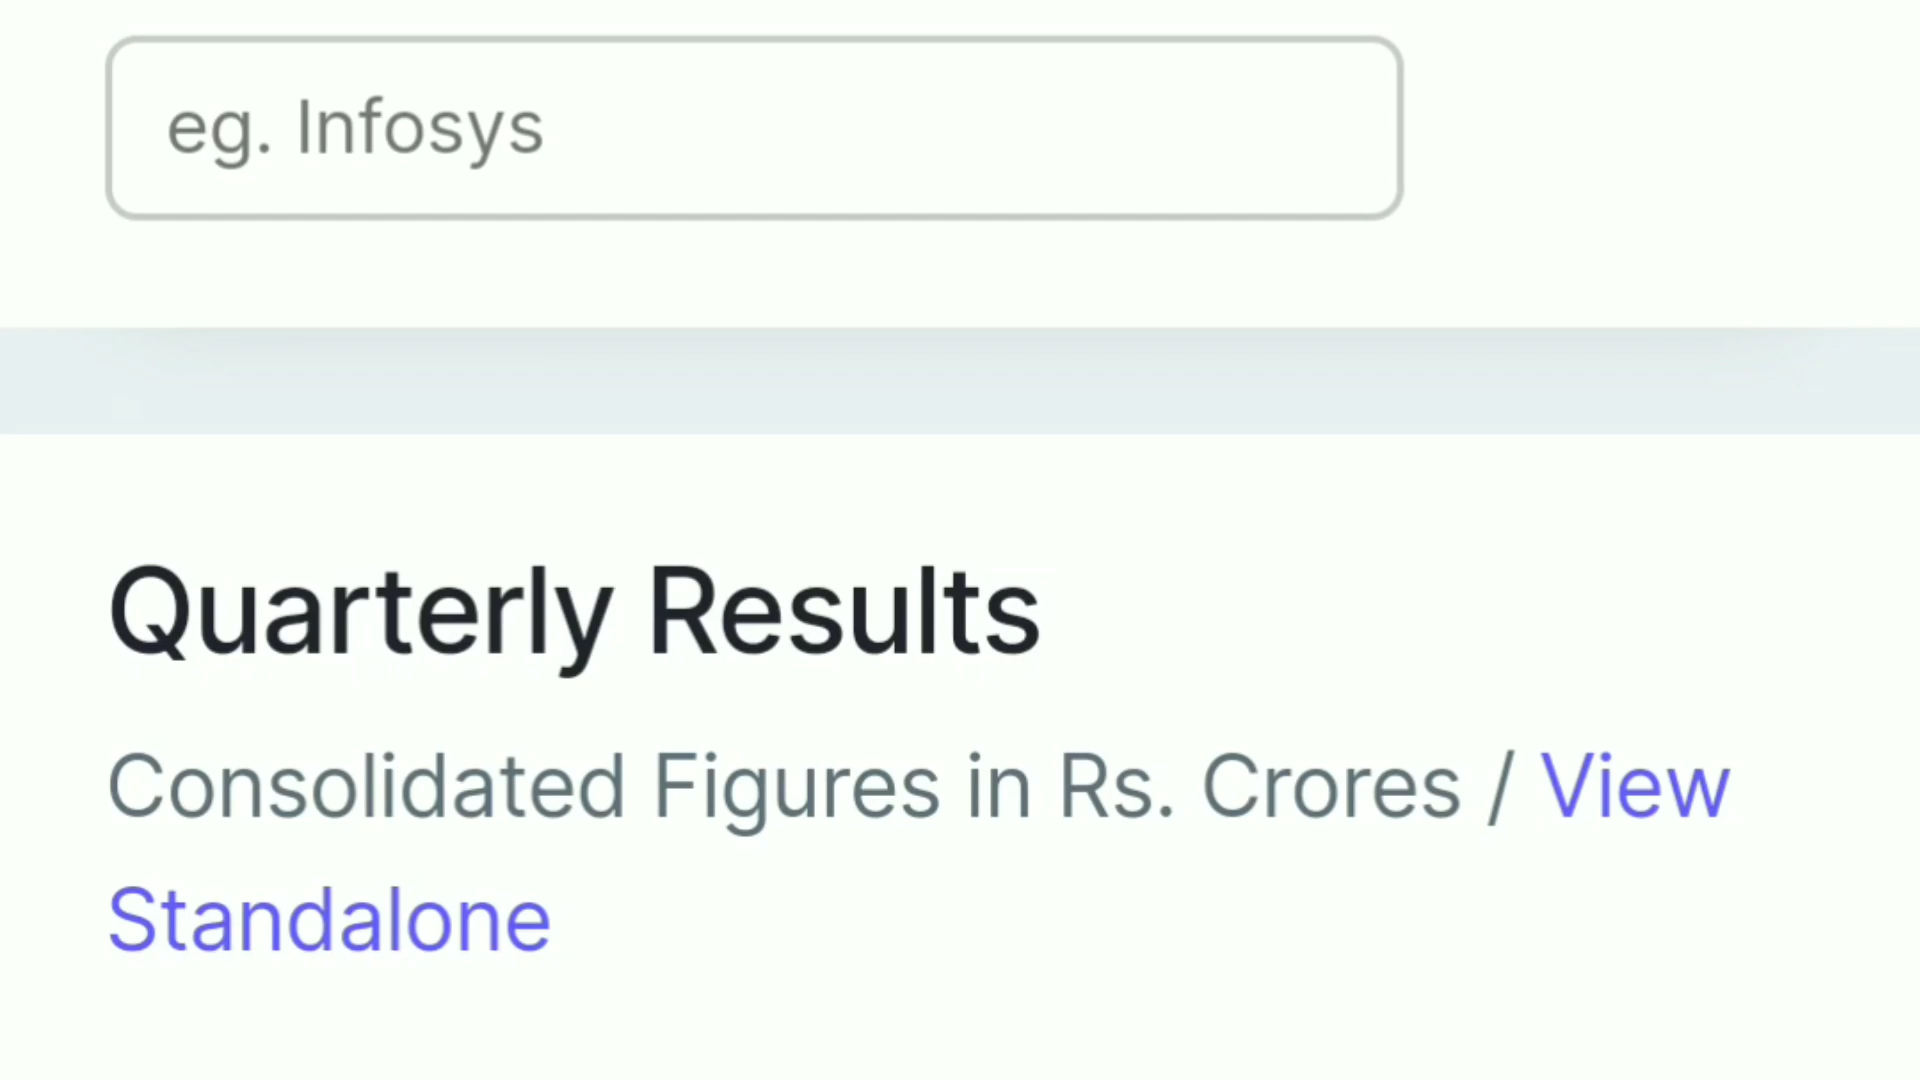 eg. Infosys
Quarterly Results
Consolidated Figures in Rs. Crores / View
Standalone